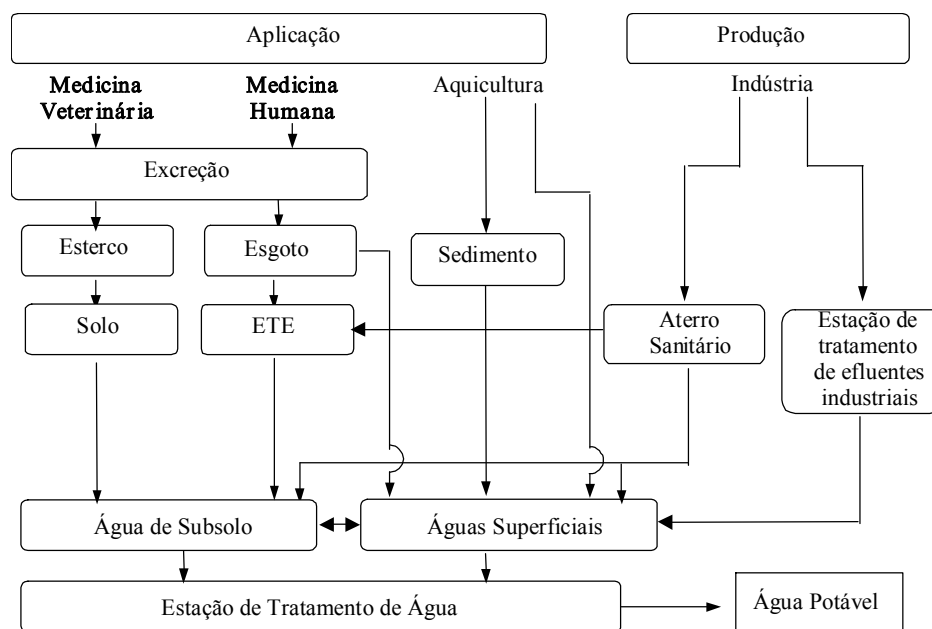 Aplicação
Produção
Medicina
Veterinária
Medicina
Humana
Aquicultura
Indústria
Excreção
Esterco
Esgoto
Sedimento
Solo
ETE
Aterro
Sanitário
Estação de
tratamento
de efluentes
industriais
Água de Subsolo
Águas Superficiais
Estação de Tratamento de Água
Água Potável